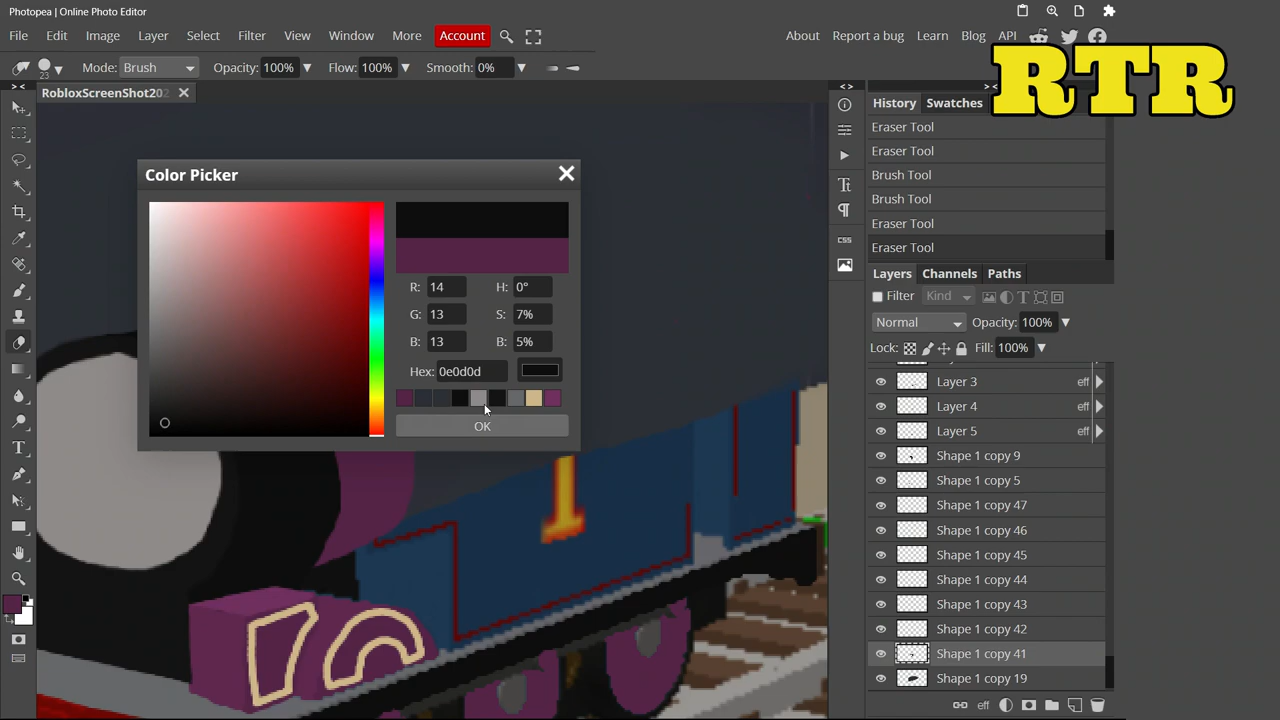 Photopea | Online Photo Editor
File Edit Image Layer Select Filter View Window More Account
About Report a bug Learn Blog API
RTR
23 Mode: Brush Opacity: 100% Flow: 100% Smooth: 0%
RobloxScreenShot202
> <
< >
> <
History Swatches
Eraser Tool
Eraser Tool
Brush Tool
Brush Tool
Eraser Tool
Eraser Tool
Color Picker
R: 14 H: 0°
G: 13 S: 7%
B: 13 B: 5%
Hex: 0e0d0d
OK
CSS
Layers Channels Paths
Filter Kind
Normal Opacity: 100%
Lock: Fill: 100%
Layer 3 eff
Layer 4 eff
Layer 5 eff
Shape 1 copy 9
Shape 1 copy 5
Shape 1 copy 47
Shape 1 copy 46
Shape 1 copy 45
Shape 1 copy 44
Shape 1 copy 43
Shape 1 copy 42
Shape 1 copy 41
Shape 1 copy 19
eff
1